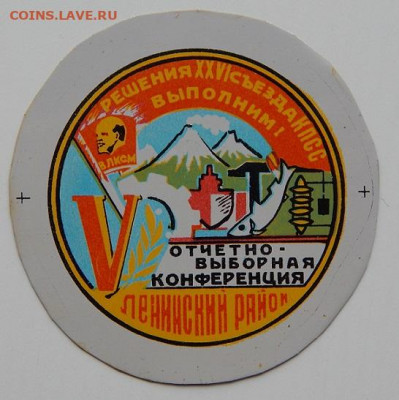 COINS.LAVE.RU
РЕШЕНИЯ XXVI СЪЕЗДА КПСС
ВЫПОЛНИМ!
ВЛКСМ
V
ОТЧЕТНО-
ВЫБОРНАЯ
КОНФЕРЕНЦИЯ
ЛЕНИНСКИЙ РАЙОН